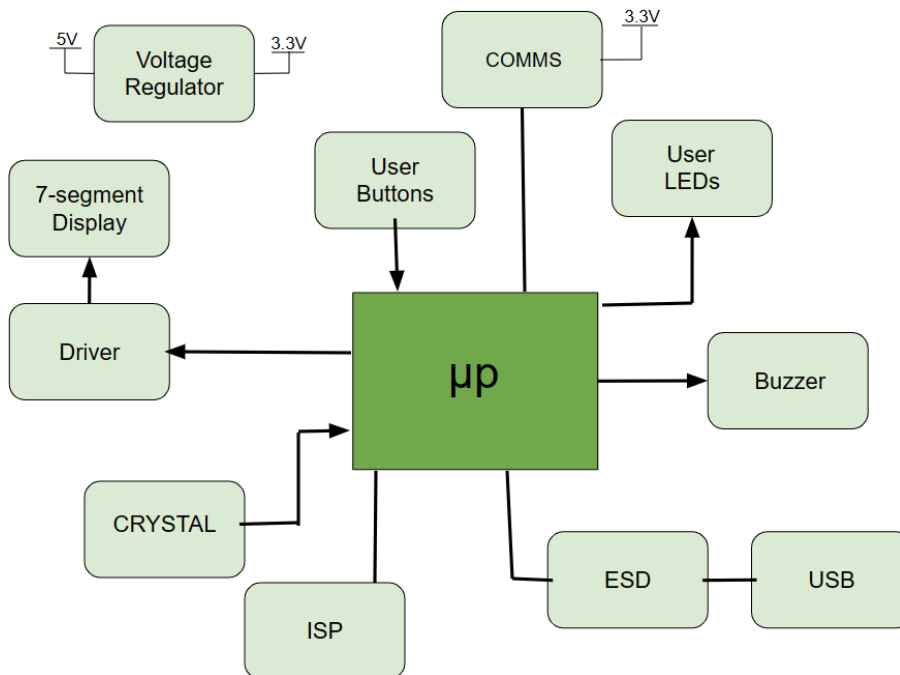 5V
Voltage
Regulator
3.3V
COMMS
3.3V
User
Buttons
User
LEDs
7-segment
Display
Driver
µp
Buzzer
CRYSTAL
ISP
ESD
USB